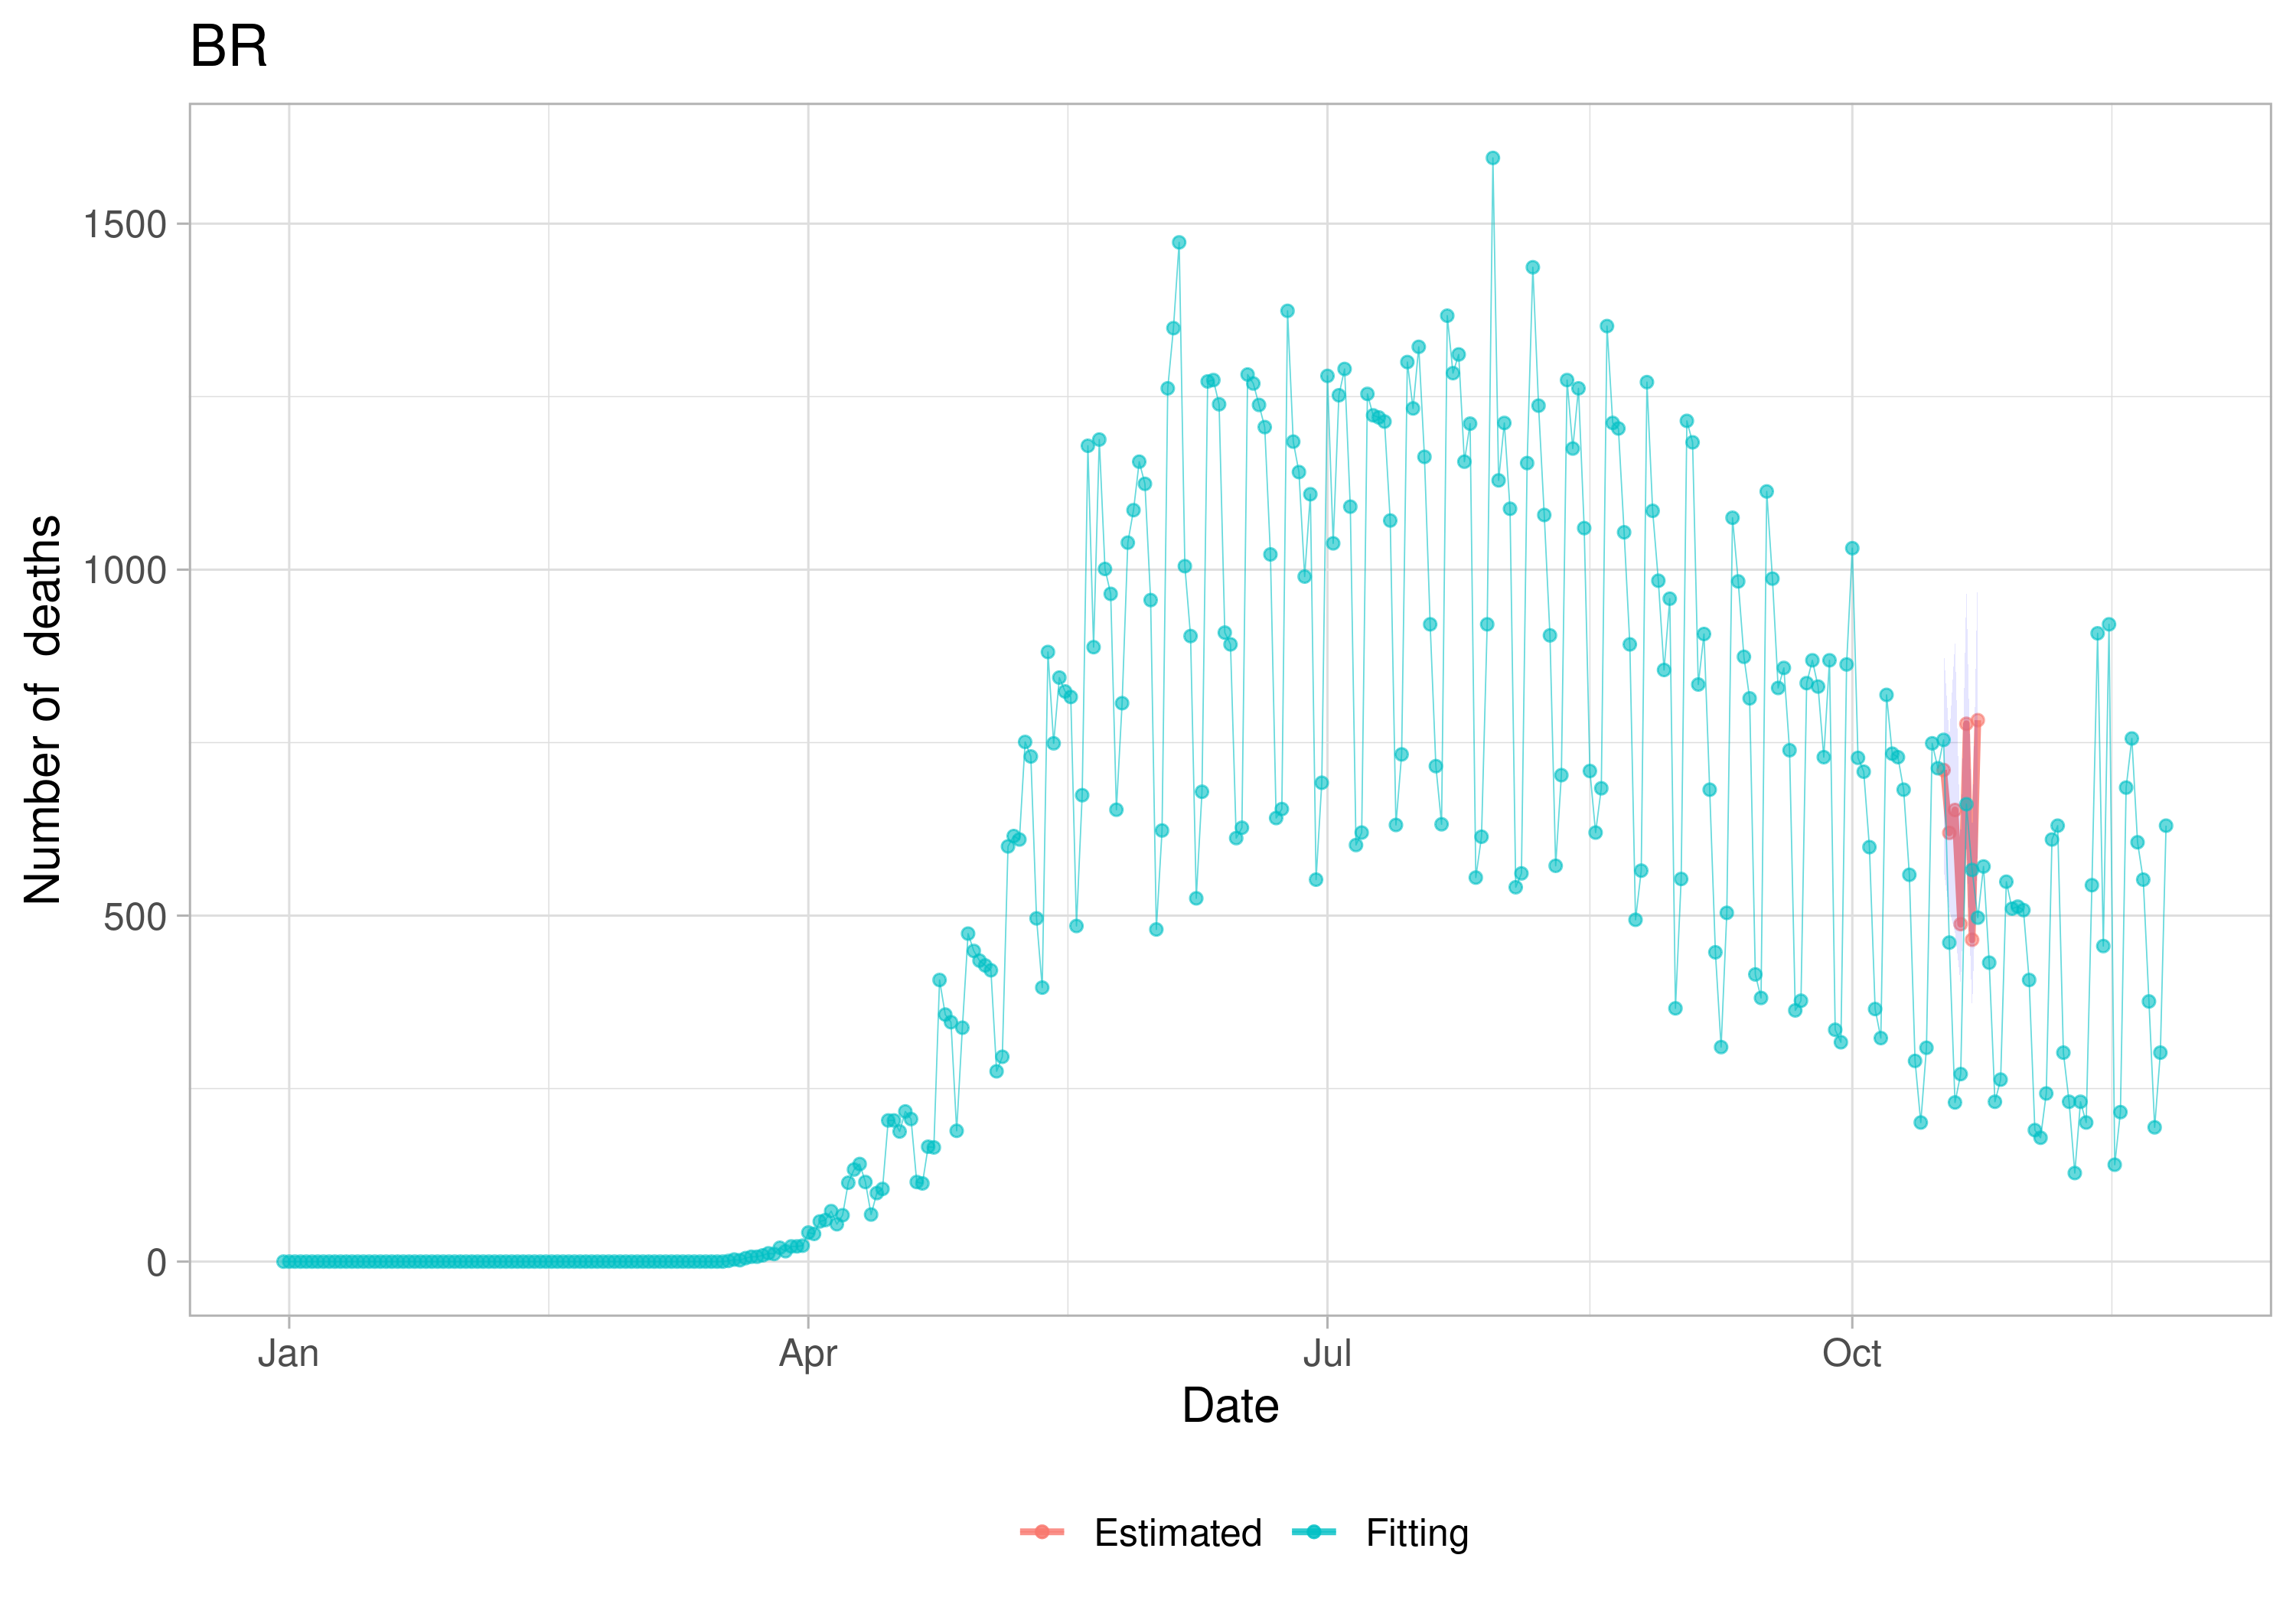 BR
1500
1000
500
0
Number of deaths
Jan Apr Jul Oct
Date
Estimated Fitting